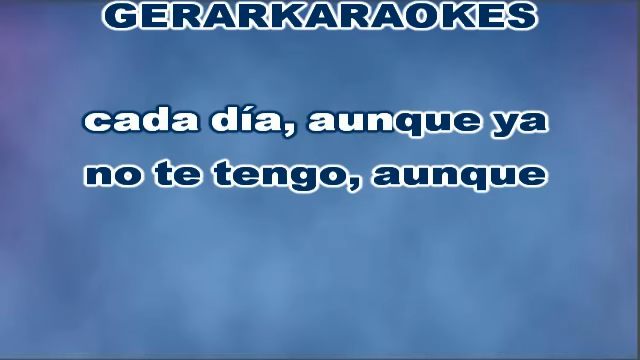 GERARKARAOKES
cada día, aunque ya
no te tengo, aunque